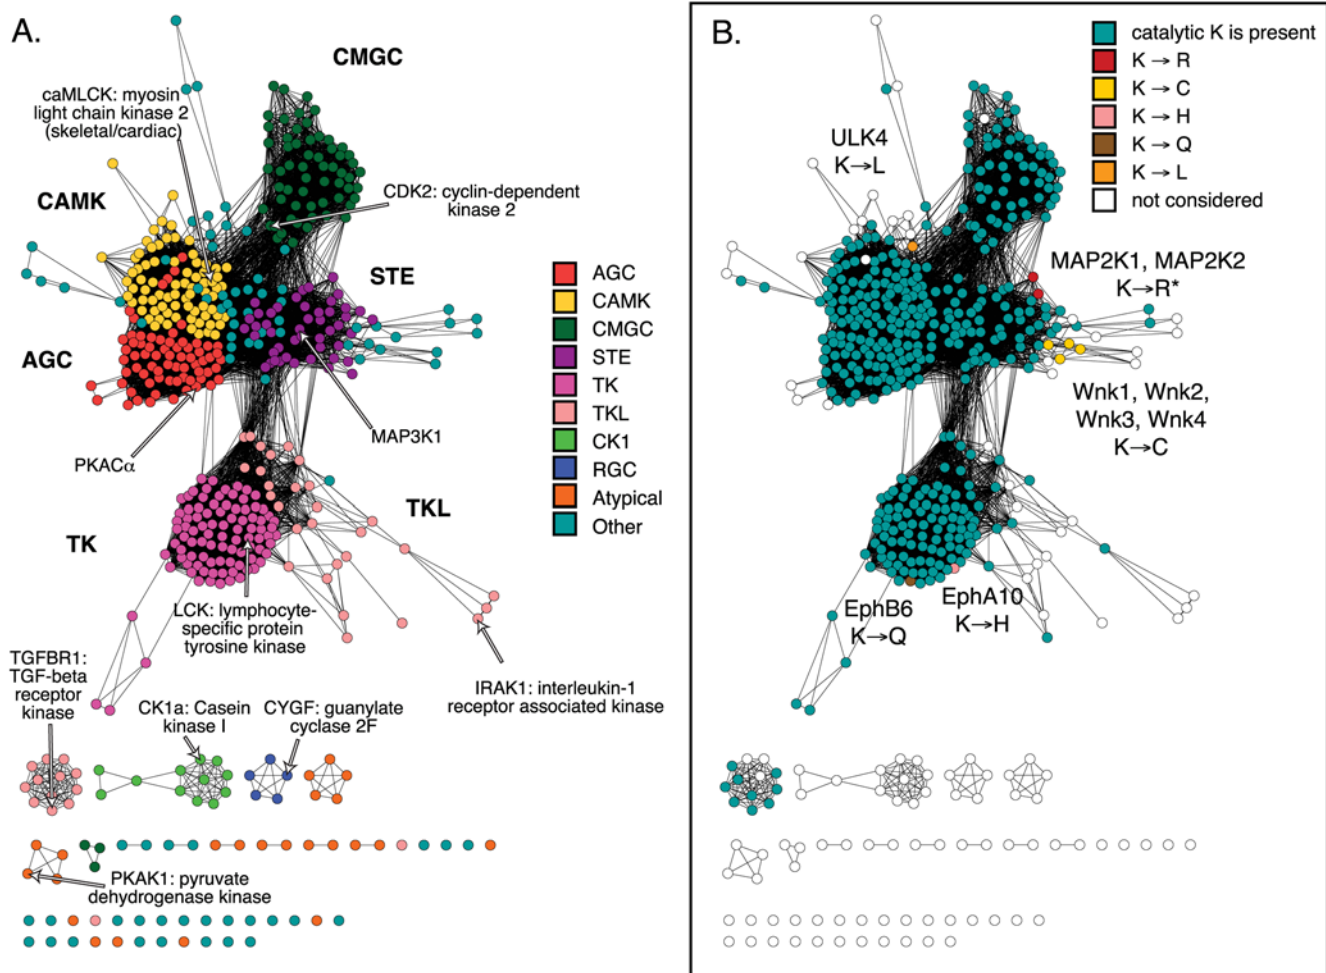 A.
CMGC
caMLCK: myosin
light chain kinase 2
(skeletal/cardiac)
CAMK
CDK2: cyclin-dependent
kinase 2
STE
AGC
MAP3K1
PKACα
TKL
TK
LCK: lymphocyte-
specific protein
tyrosine kinase
TGFBR1:
TGF-beta
receptor
kinase
IRAK1: interleukin-1
receptor associated kinase
CK1a: Casein
kinase I
CYGF: guanylate
cyclase 2F
PKAK1: pyruvate
dehydrogenase kinase
AGC
CAMK
CMGC
STE
TK
TKL
CK1
RGC
Atypical
Other
B.
catalytic K is present
K → R
K → C
K → H
K → Q
K → L
not considered
ULK4
K→L
MAP2K1, MAP2K2
K→R*
Wnk1, Wnk2,
Wnk3, Wnk4
K→C
EphB6
K→Q
EphA10
K→H